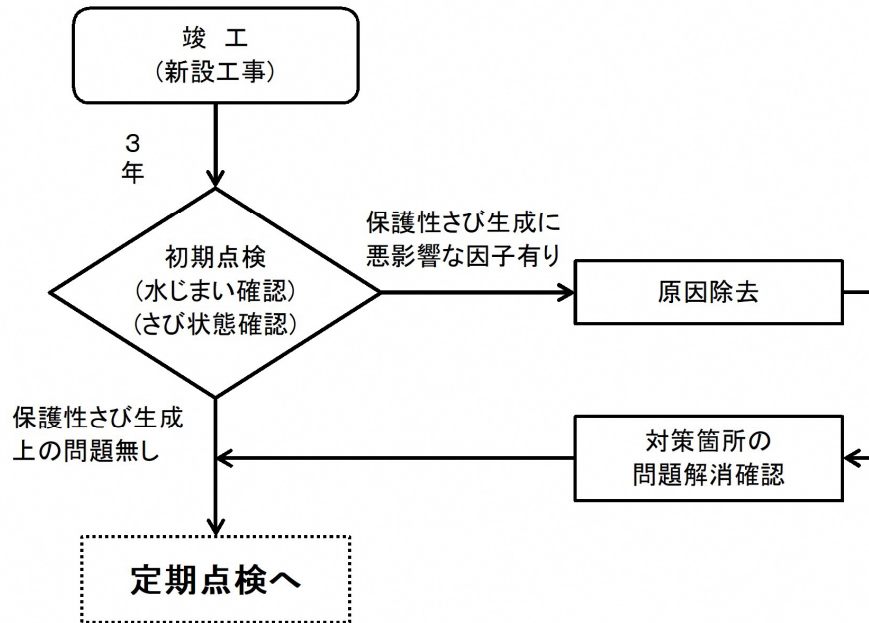 竣 工
(新設工事)
3
年
初期点検
(水じまい確認)
(さび状態確認)
保護性さび生成に
悪影響な因子有り
原因除去
保護性さび生成
上の問題無し
対策箇所の
問題解消確認
定期点検へ